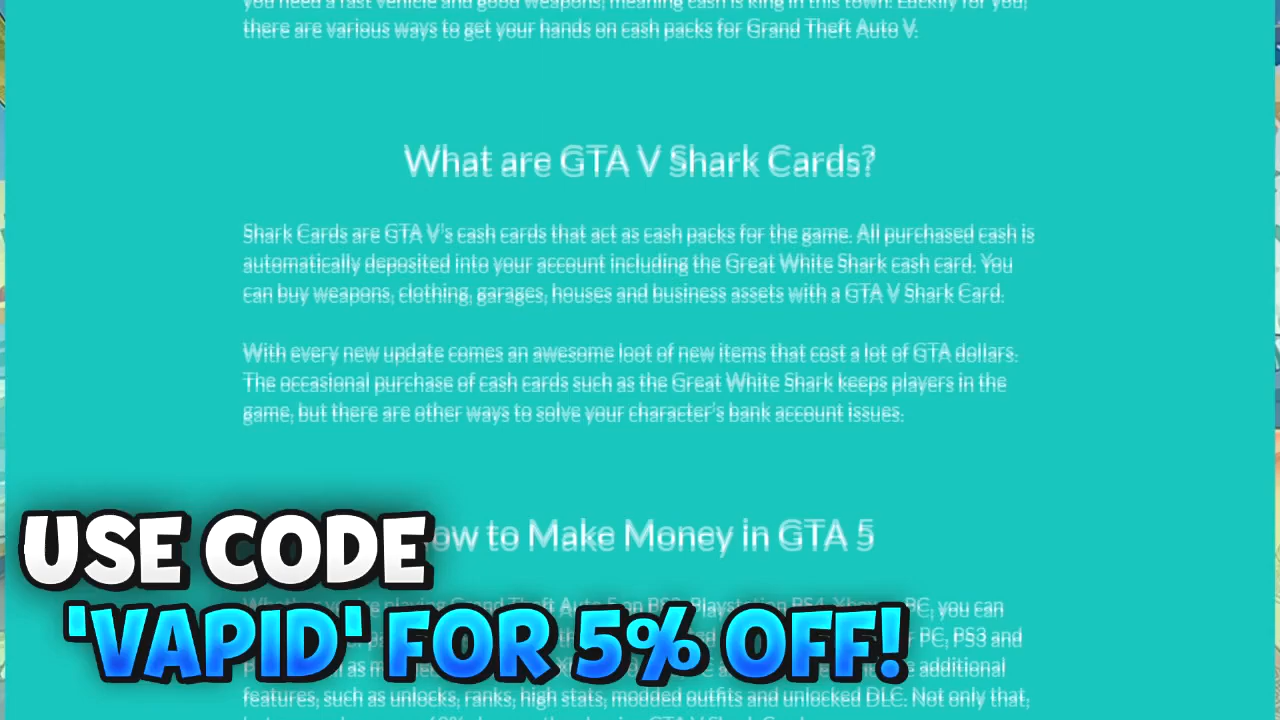 you need a fast vehicle and good weapons, meaning cash is king in this town. Luckily for you,
there are various ways to get your hands on cash packs for Grand Theft Auto V.
What are GTA V Shark Cards?
Shark Cards are GTA V's cash cards that act as cash packs for the game. All purchased cash is
automatically deposited into your account including the Great White Shark cash card. You
can buy weapons, clothing, garages, houses and business assets with a GTA V Shark Card.
With every new update comes an awesome loot of new items that cost a lot of GTA dollars.
The occasional purchase of cash cards such as the Great White Shark keeps players in the
game, but there are other ways to solve your character's bank account issues.
to Make Money in GTA 5
PC, you can
PC, PS3 and
additional
features, such as unlocks, ranks, high stats, modded outfits and unlocked DLC. Not only that,
USE CODE
'VAPID' FOR 5% OFF!